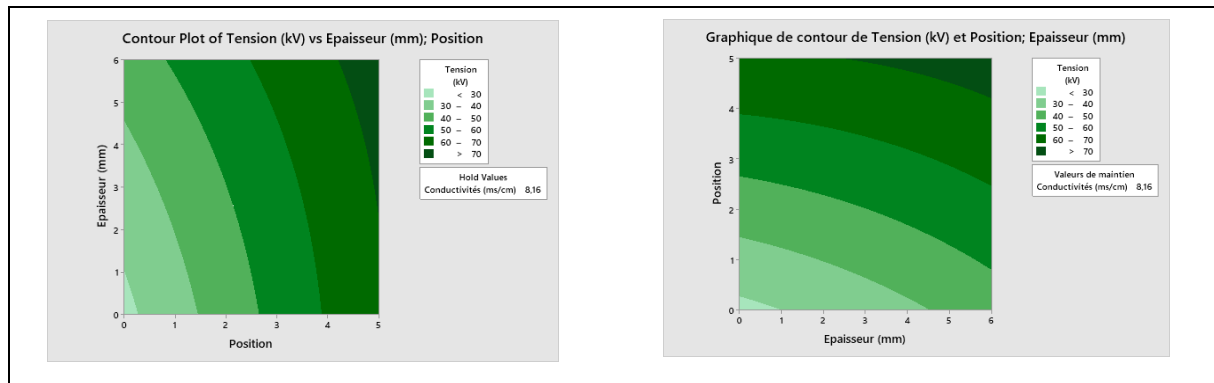 Contour Plot of Tension (kV) vs Epaisseur (mm); Position
6
5
4
3
2
1
0
Epaisseur (mm)
0 1 2 3 4 5
Position
Tension
(kV)
< 30
30 – 40
40 – 50
50 – 60
60 – 70
> 70
Hold Values
Conductivités (ms/cm) 8,16
Graphique de contour de Tension (kV) et Position; Epaisseur (mm)
5
4
3
2
1
0
Position
0 1 2 3 4 5 6
Epaisseur (mm)
Tension
(kV)
< 30
30 – 40
40 – 50
50 – 60
60 – 70
> 70
Valeurs de maintien
Conductivités (ms/cm) 8,16